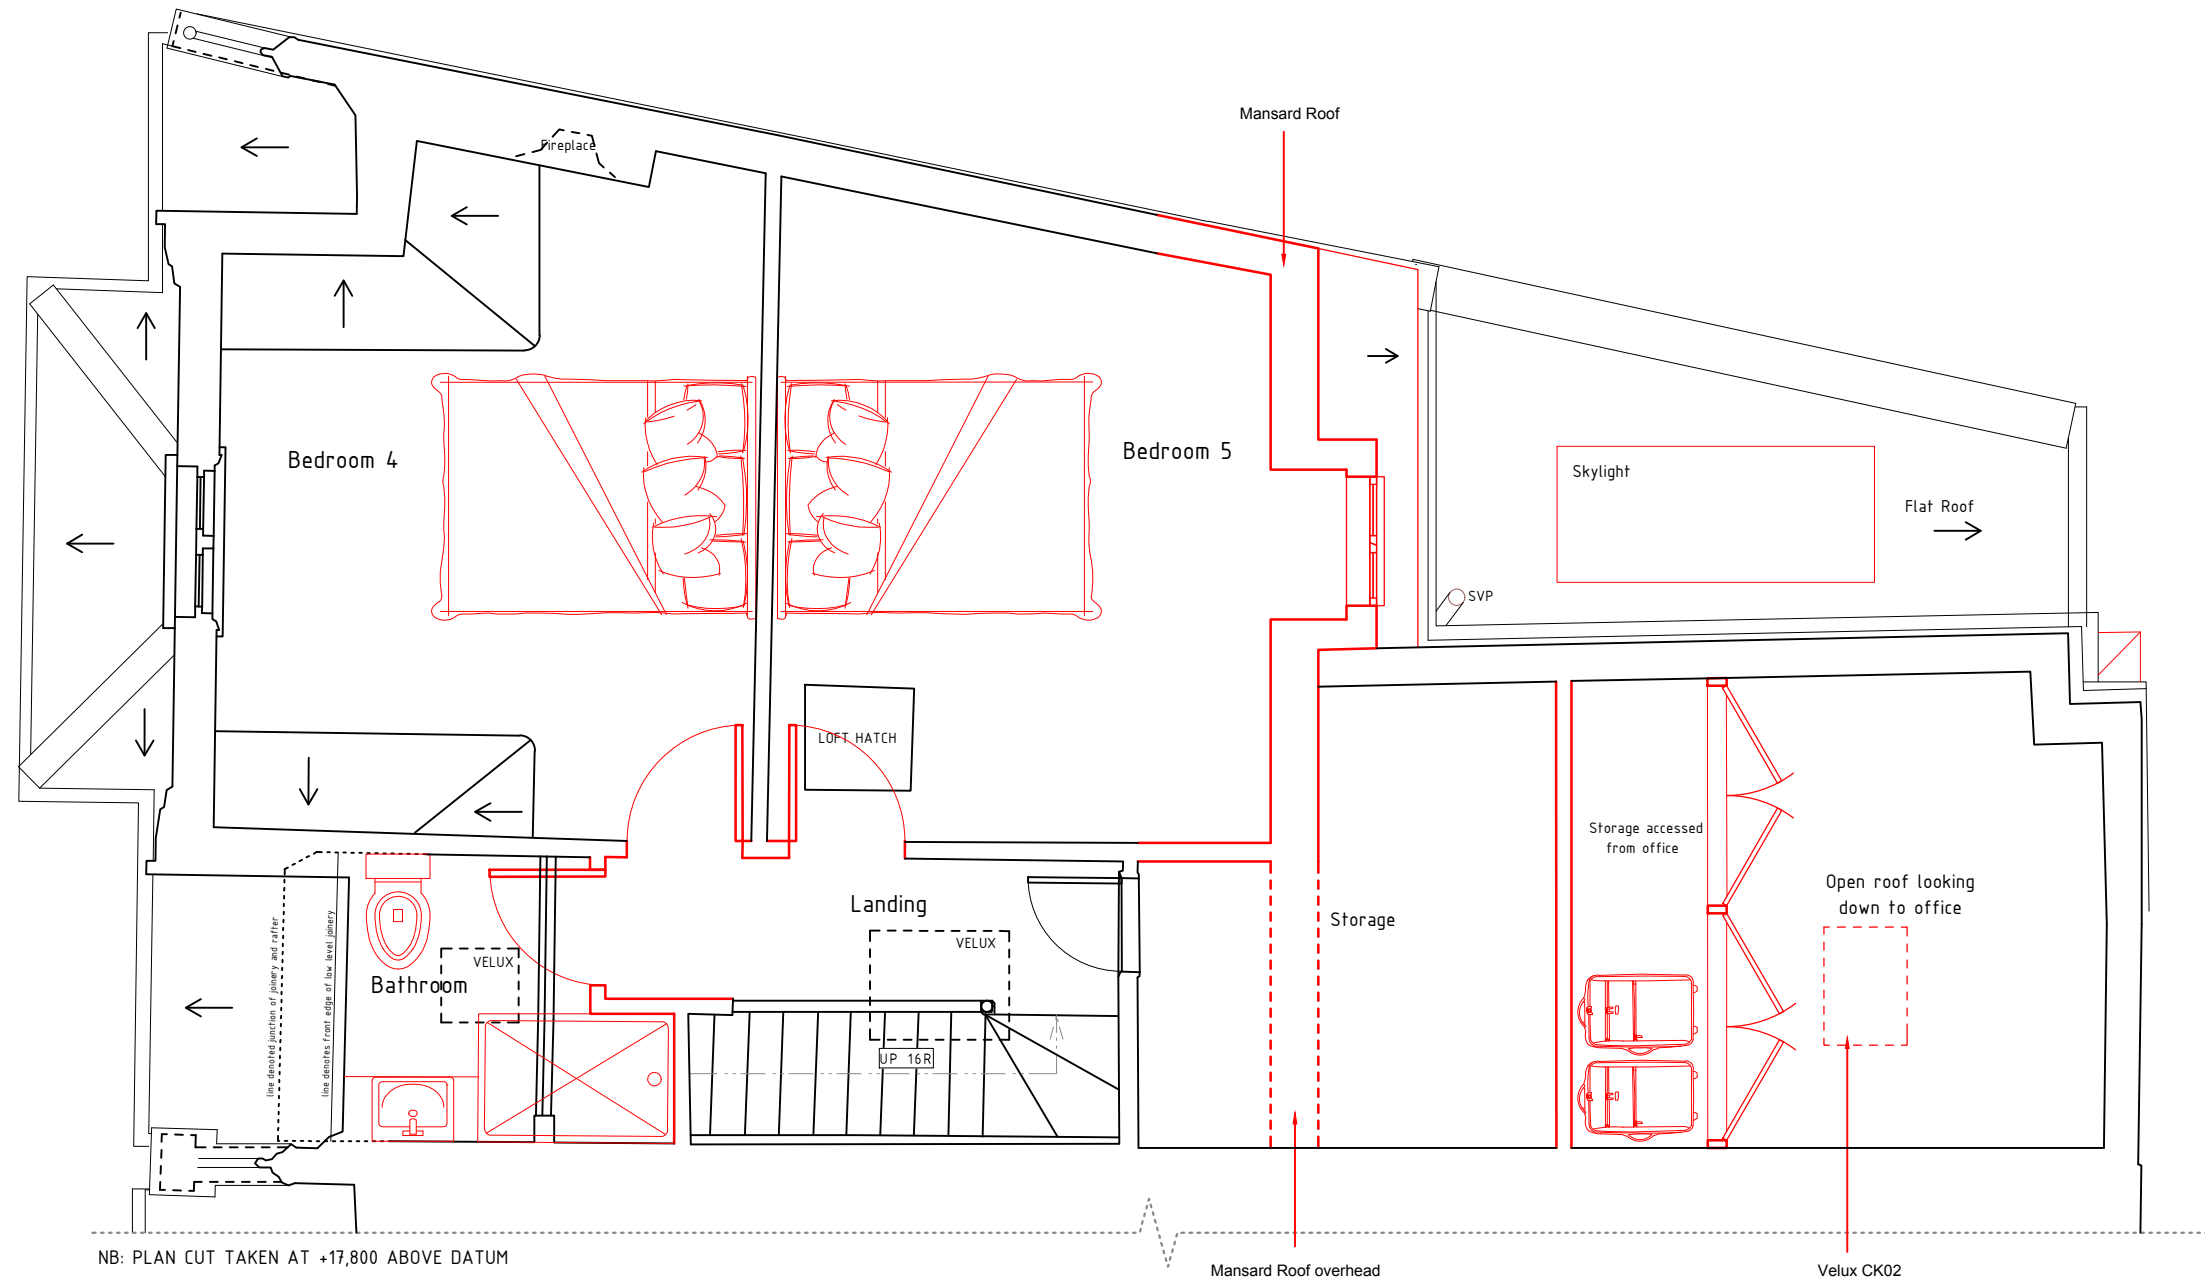 Mansard Roof
Fireplace
Bedroom 4
Bedroom 5
Skylight
Flat Roof
SVP
LOFT HATCH
Storage accessed
from office
Open roof looking
down to office
Landing
Storage
VELUX
VELUX
Bathroom
line denoted junction of joinery and rafter
line denotes front edge of low level joinery
UP 16R
NB: PLAN CUT TAKEN AT +17,800 ABOVE DATUM
Mansard Roof overhead
Velux CK02